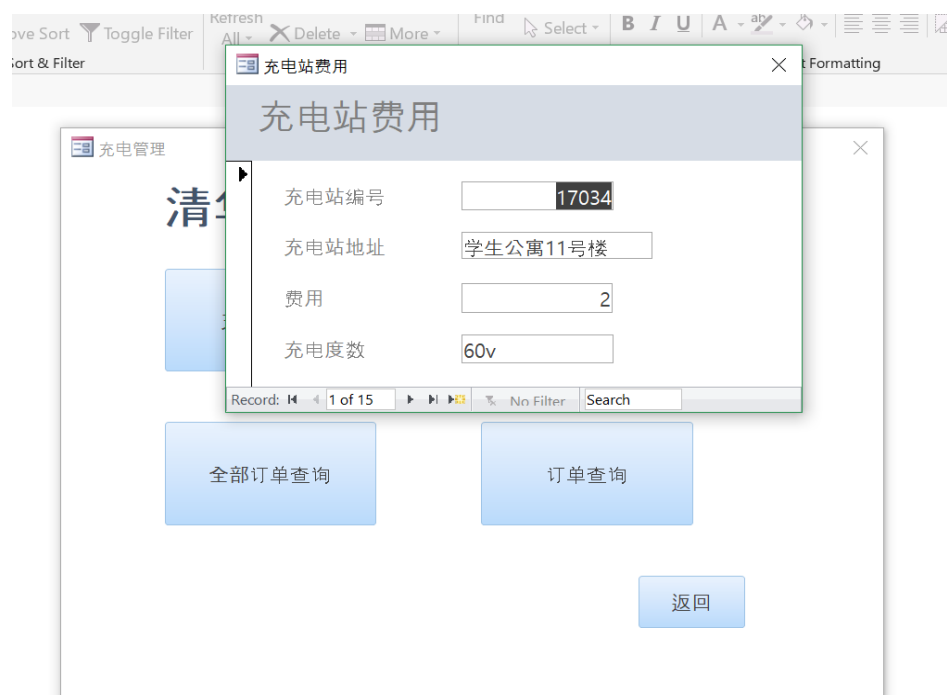 Refresh
Find
ove Sort Toggle Filter
All Delete More
Select B I U A ab
Sort & Filter
t Formatting
充电站费用
充电站费用
充电管理
清
充电站编号 17034
充电站地址 学生公寓11号楼
费用 2
充电度数 60v
Record: 1 of 15 No Filter Search
全部订单查询 订单查询
返回